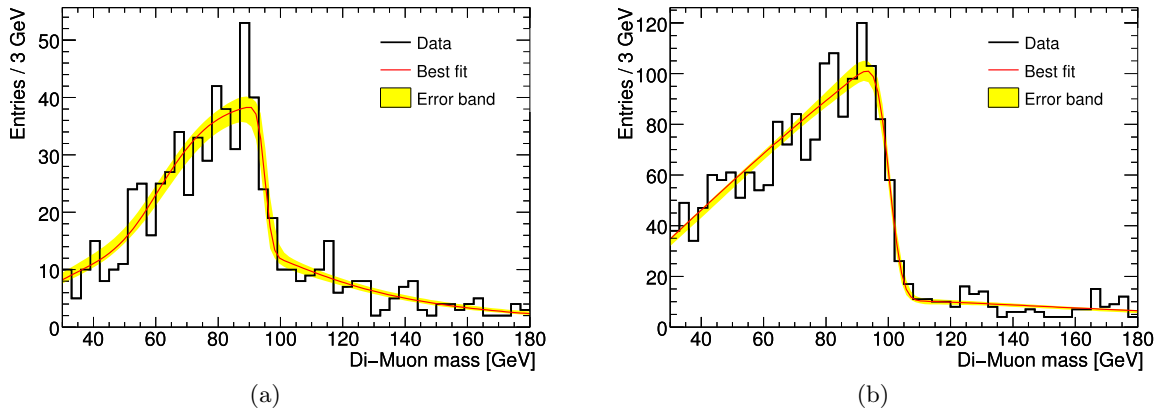 Entries / 3 GeV
50
40
30
20
10
0
Data
Best fit
Error band
40 60 80 100 120 140 160 180
Di−Muon mass [GeV]
(a)
Entries / 3 GeV
120
100
80
60
40
20
0
Data
Best fit
Error band
40 60 80 100 120 140 160 180
Di−Muon mass [GeV]
(b)